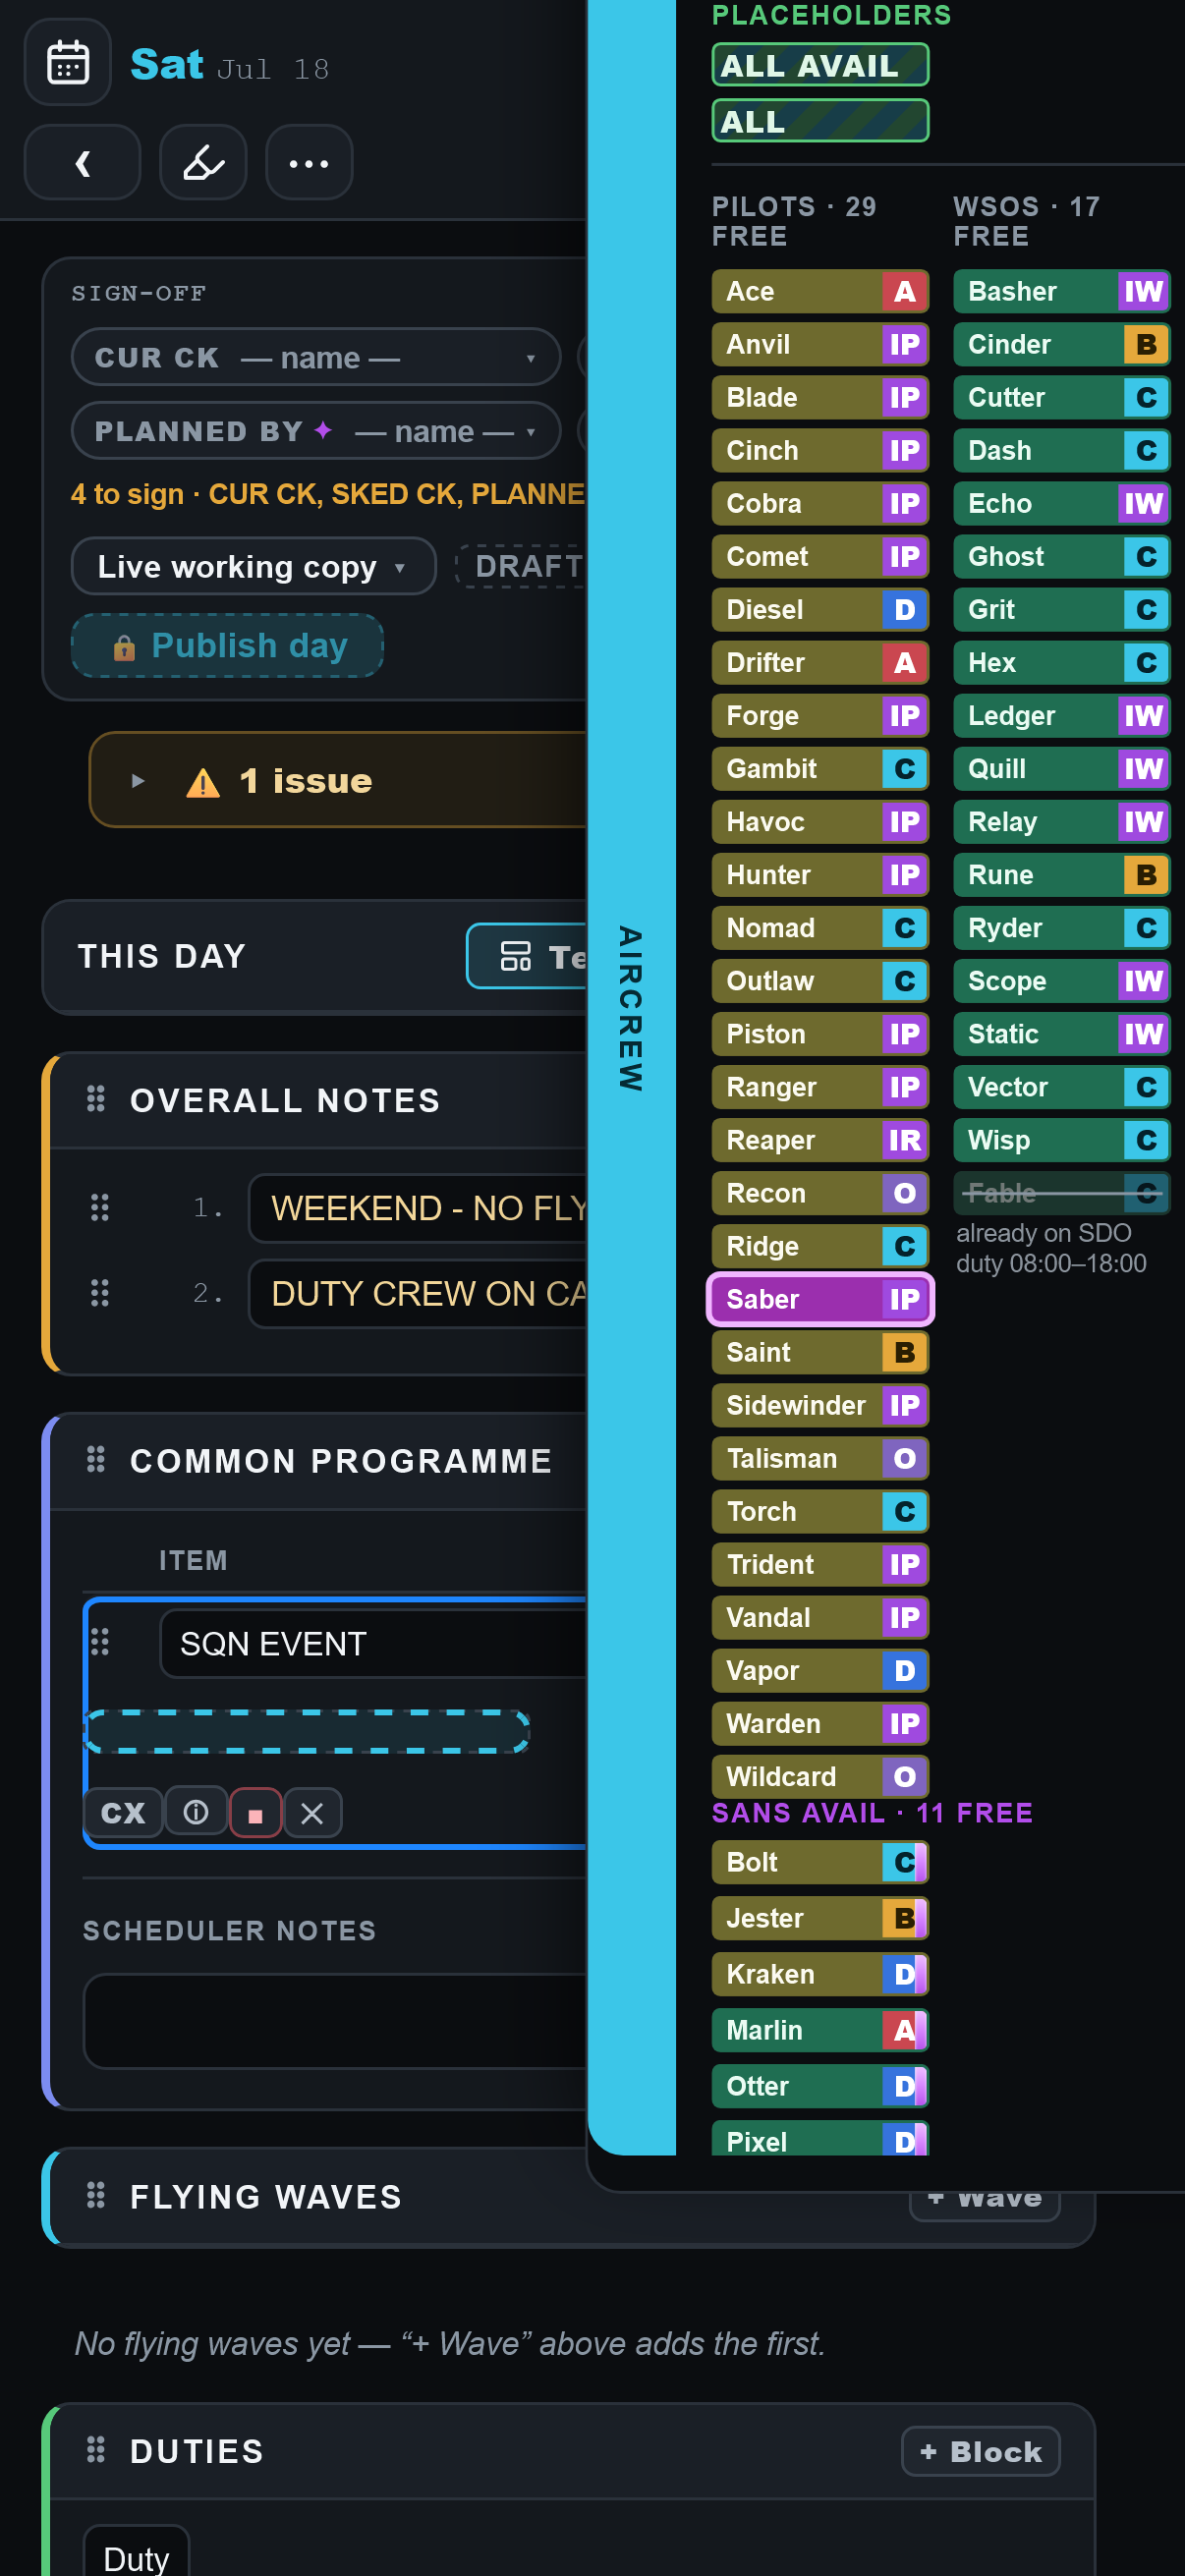 Sat Jul 18
SIGN-OFF
CUR CK — name —
PLANNED BY — name —
4 to sign · CUR CK, SKED CK, PLANNE
Live working copy
DRAFT
Publish day
1 issue
THIS DAY
Te
OVERALL NOTES
1. WEEKEND - NO FLY
2. DUTY CREW ON CA
COMMON PROGRAMME
ITEM
SQN EVENT
CX
SCHEDULER NOTES
FLYING WAVES
+ Wave
No flying waves yet — “+ Wave” above adds the first.
DUTIES
+ Block
Duty
AIRCREW
PLACEHOLDERS
ALL AVAIL
ALL
PILOTS · 29
FREE
Ace A
Anvil IP
Blade IP
Cinch IP
Cobra IP
Comet IP
Diesel D
Drifter A
Forge IP
Gambit C
Havoc IP
Hunter IP
Nomad C
Outlaw C
Piston IP
Ranger IP
Reaper IR
Recon O
Ridge C
Saber IP
Saint B
Sidewinder IP
Talisman O
Torch C
Trident IP
Vandal IP
Vapor D
Warden IP
Wildcard O
WSOS · 17
FREE
Basher IW
Cinder B
Cutter C
Dash C
Echo IW
Ghost C
Grit C
Hex C
Ledger IW
Quill IW
Relay IW
Rune B
Ryder C
Scope IW
Static IW
Vector C
Wisp C
Fable C
already on SDO
duty 08:00–18:00
SANS AVAIL · 11 FREE
Bolt C
Jester B
Kraken D
Marlin A
Otter D
Pixel D